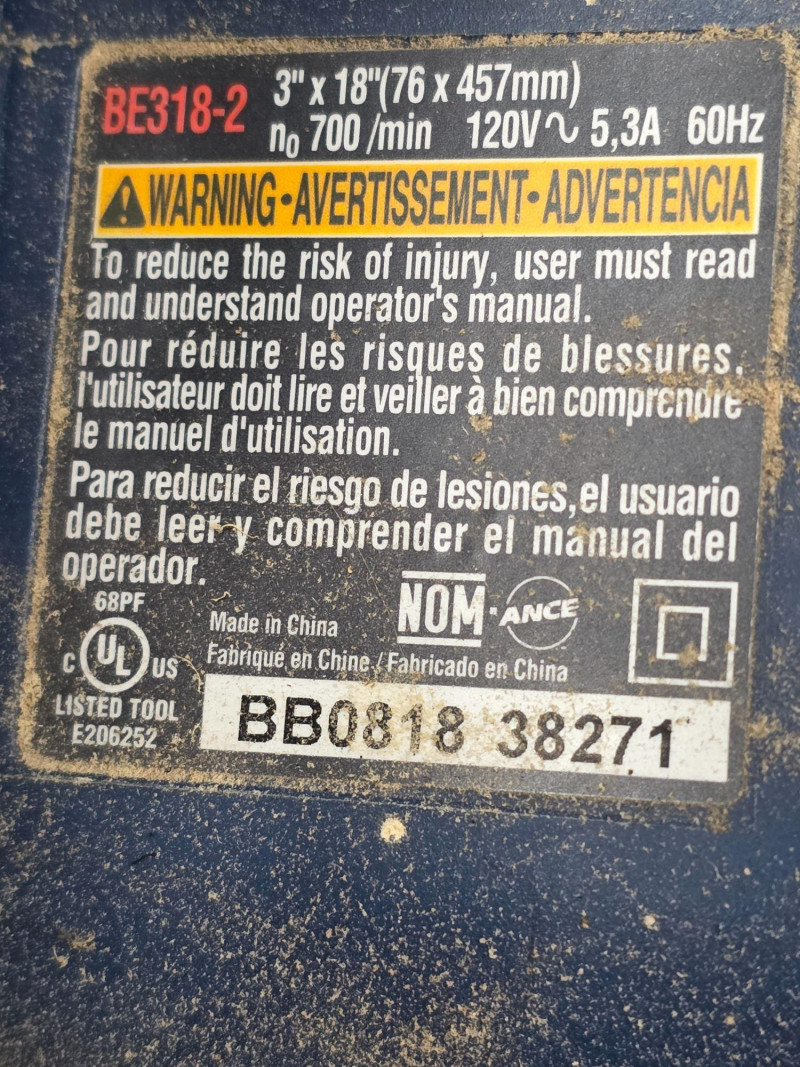 BE318-2 3" x 18"(76 x 457mm)
n₀ 700 /min 120V∿ 5,3A 60Hz
WARNING·AVERTISSEMENT·ADVERTENCIA
To reduce the risk of injury, user must read
and understand operator's manual.
Pour réduire les risques de blessures,
l'utilisateur doit lire et veiller à bien comprendre
le manuel d'utilisation.
Para reducir el riesgo de lesiones,el usuario
debe leer y comprender el manual del
operador.
68PF
C UL US
LISTED TOOL
E206252
Made in China
Fabriqué en Chine / Fabricado en China
NOM·ANCE
BB0818 38271